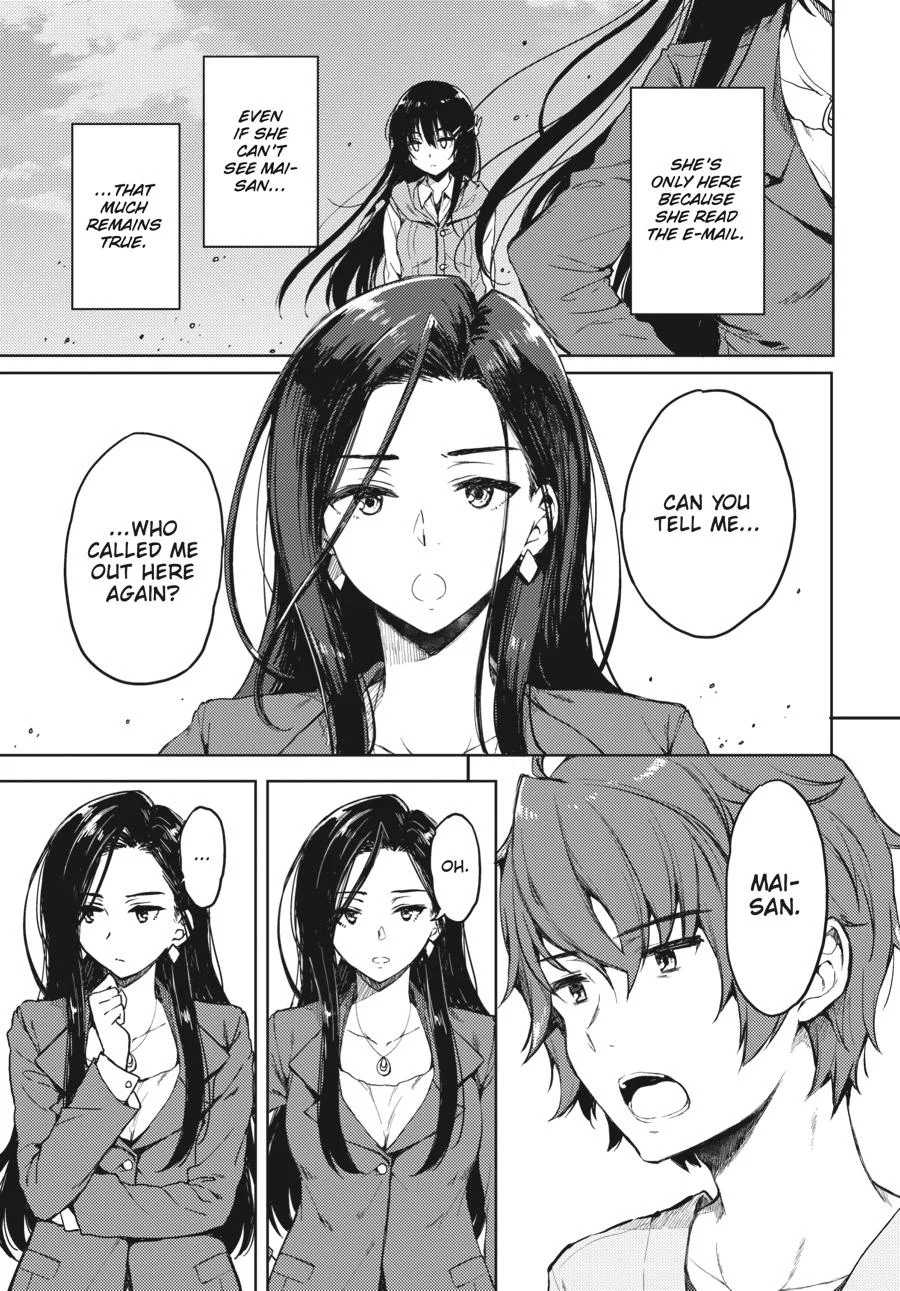 SHE'S
ONLY HERE
BECAUSE
SHE READ
THE E-MAIL.
EVEN
IF SHE
CAN'T
SEE MAI-
SAN...
...THAT
MUCH
REMAINS
TRUE.
CAN YOU
TELL ME...
...WHO
CALLED ME
OUT HERE
AGAIN?
MAI-
SAN.
OH.
...